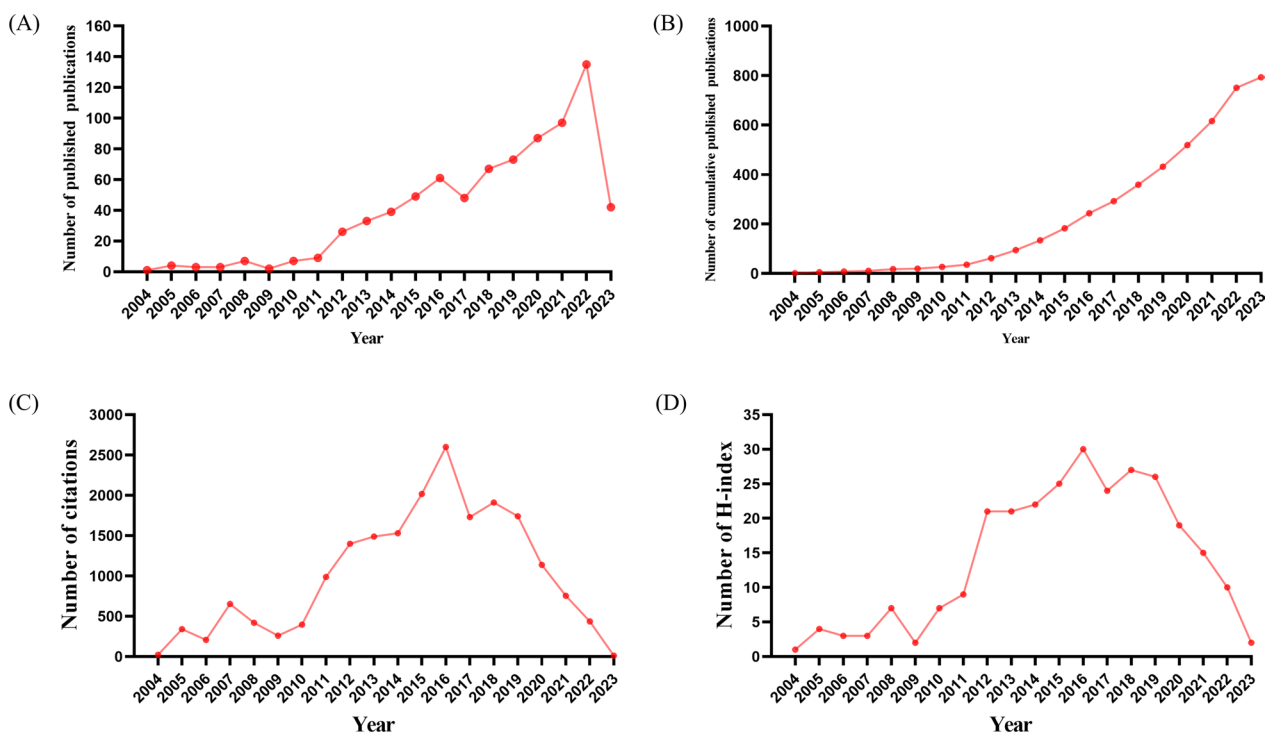 (A)
Number of published publications
160
140
120
100
80
60
40
20
0
2004 2005 2006 2007 2008 2009 2010 2011 2012 2013 2014 2015 2016 2017 2018 2019 2020 2021 2022 2023
Year
(B)
Number of cumulative published publications
1000
800
600
400
200
0
2004 2005 2006 2007 2008 2009 2010 2011 2012 2013 2014 2015 2016 2017 2018 2019 2020 2021 2022 2023
Year
(C)
Number of citations
3000
2500
2000
1500
1000
500
0
2004 2005 2006 2007 2008 2009 2010 2011 2012 2013 2014 2015 2016 2017 2018 2019 2020 2021 2022 2023
Year
(D)
Number of H-index
35
30
25
20
15
10
5
0
2004 2005 2006 2007 2008 2009 2010 2011 2012 2013 2014 2015 2016 2017 2018 2019 2020 2021 2022 2023
Year